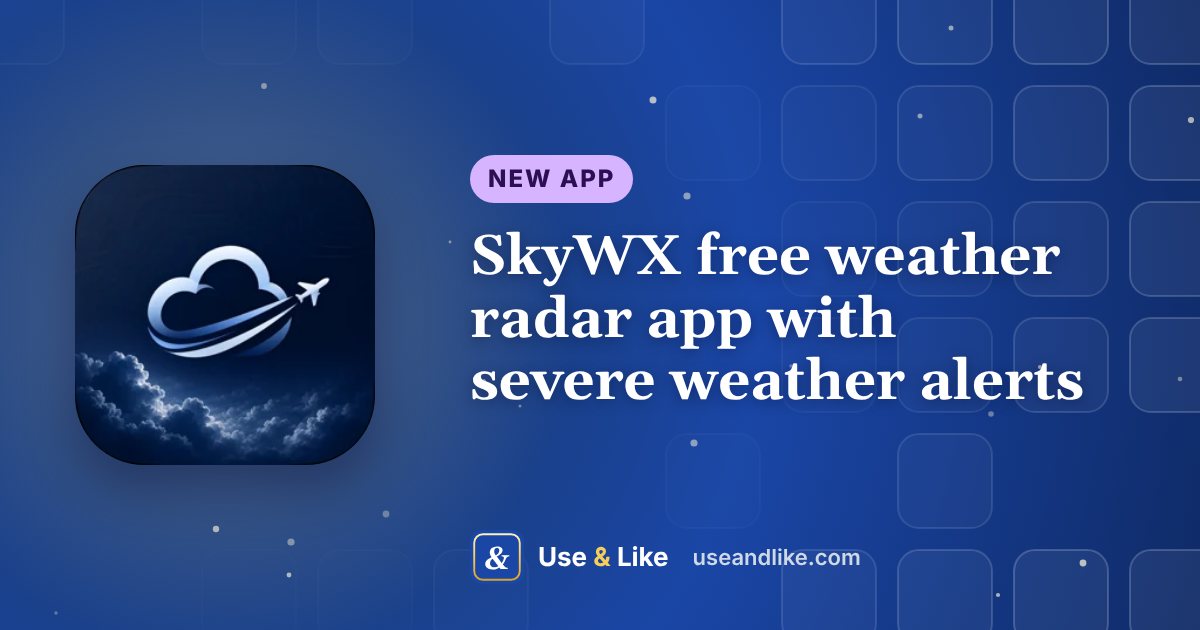 NEW APP
SkyWX free weather
radar app with
severe weather alerts
& Use & Like useandlike.com